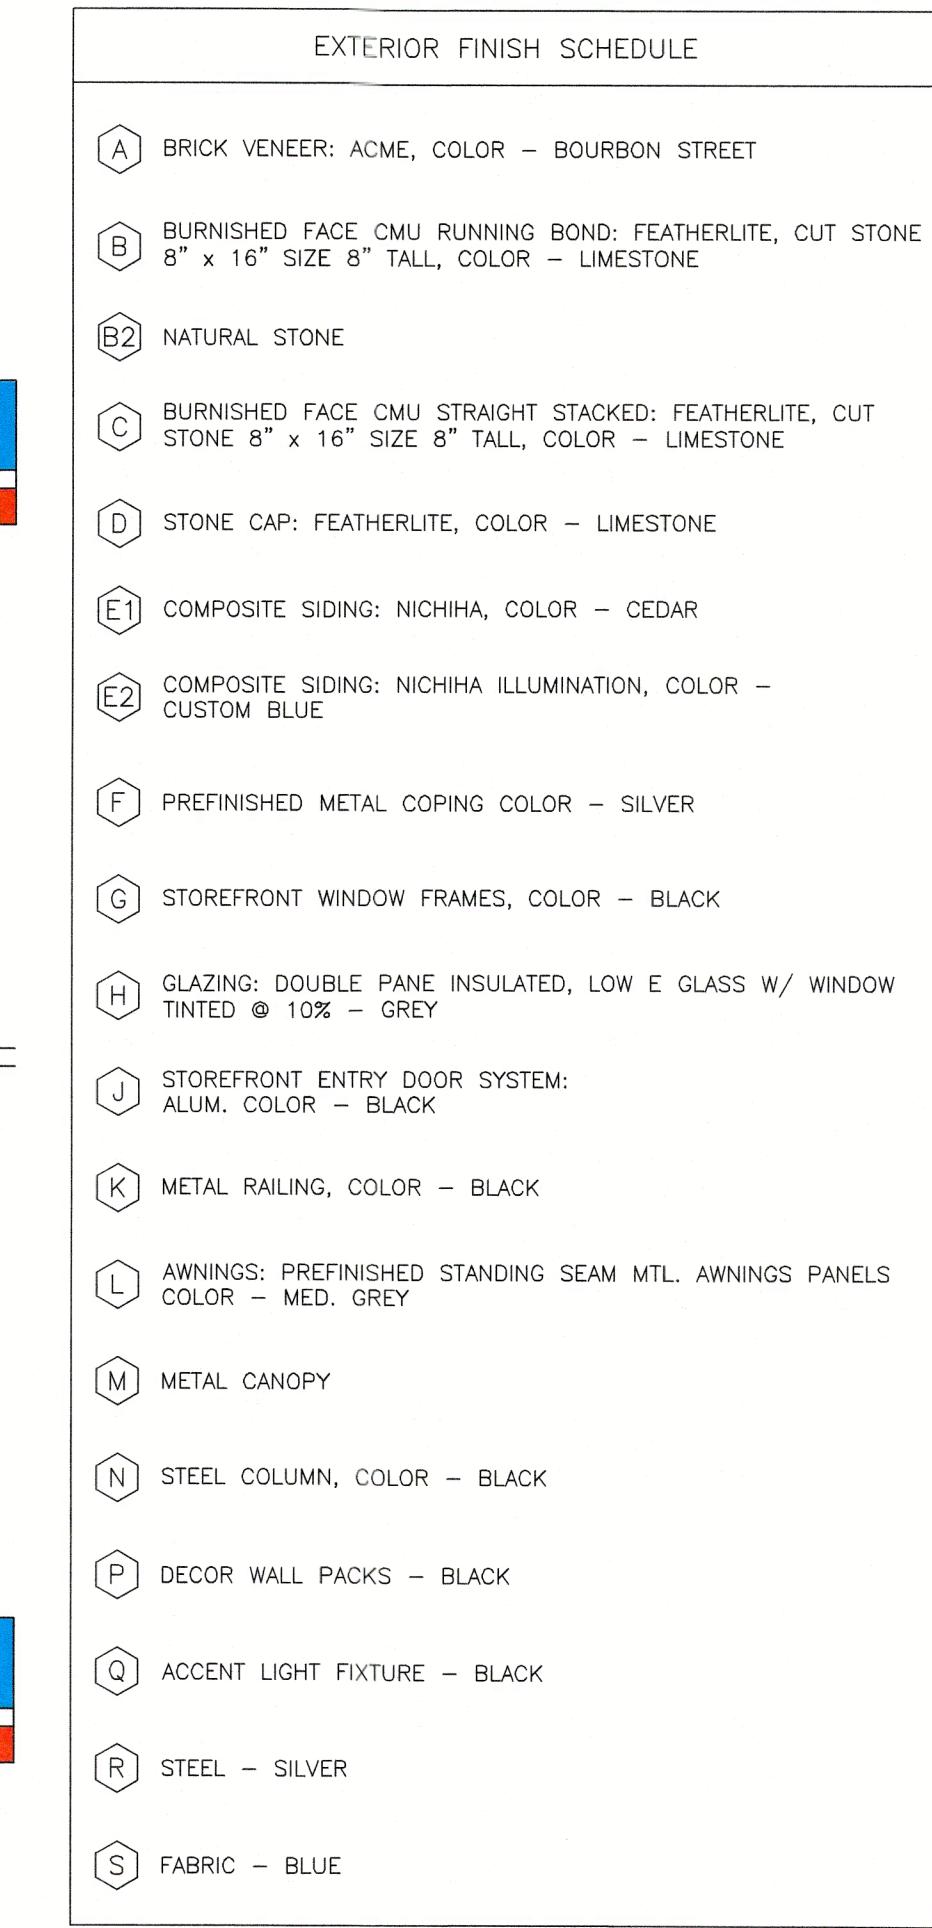 EXTERIOR FINISH SCHEDULE
A BRICK VENEER: ACME, COLOR – BOURBON STREET
B BURNISHED FACE CMU RUNNING BOND: FEATHERLITE, CUT STONE
8" x 16" SIZE 8" TALL, COLOR – LIMESTONE
B2 NATURAL STONE
C BURNISHED FACE CMU STRAIGHT STACKED: FEATHERLITE, CUT
STONE 8" x 16" SIZE 8" TALL, COLOR – LIMESTONE
D STONE CAP: FEATHERLITE, COLOR – LIMESTONE
E1 COMPOSITE SIDING: NICHIHA, COLOR – CEDAR
E2 COMPOSITE SIDING: NICHIHA ILLUMINATION, COLOR –
CUSTOM BLUE
F PREFINISHED METAL COPING COLOR – SILVER
G STOREFRONT WINDOW FRAMES, COLOR – BLACK
H GLAZING: DOUBLE PANE INSULATED, LOW E GLASS W/ WINDOW
TINTED @ 10% – GREY
J STOREFRONT ENTRY DOOR SYSTEM:
ALUM. COLOR – BLACK
K METAL RAILING, COLOR – BLACK
L AWNINGS: PREFINISHED STANDING SEAM MTL. AWNINGS PANELS
COLOR – MED. GREY
M METAL CANOPY
N STEEL COLUMN, COLOR – BLACK
P DECOR WALL PACKS – BLACK
Q ACCENT LIGHT FIXTURE – BLACK
R STEEL – SILVER
S FABRIC – BLUE